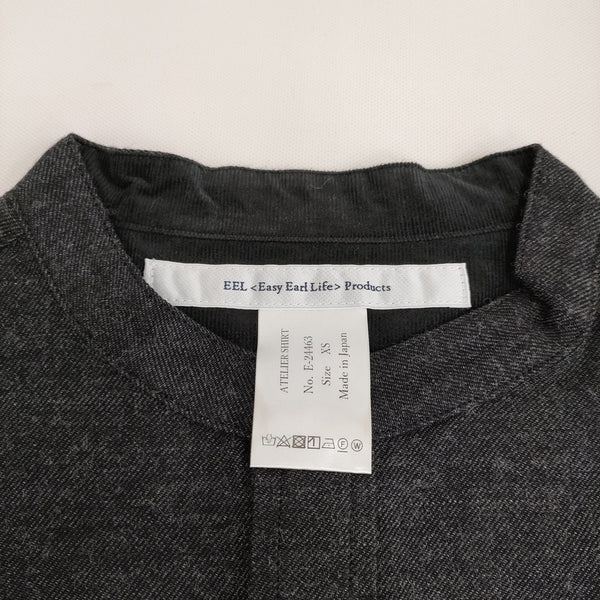 EEL <Easy Earl Life> Products
ATELIER SHIRT
No. E-24463
Size XS
Made in Japan
F W